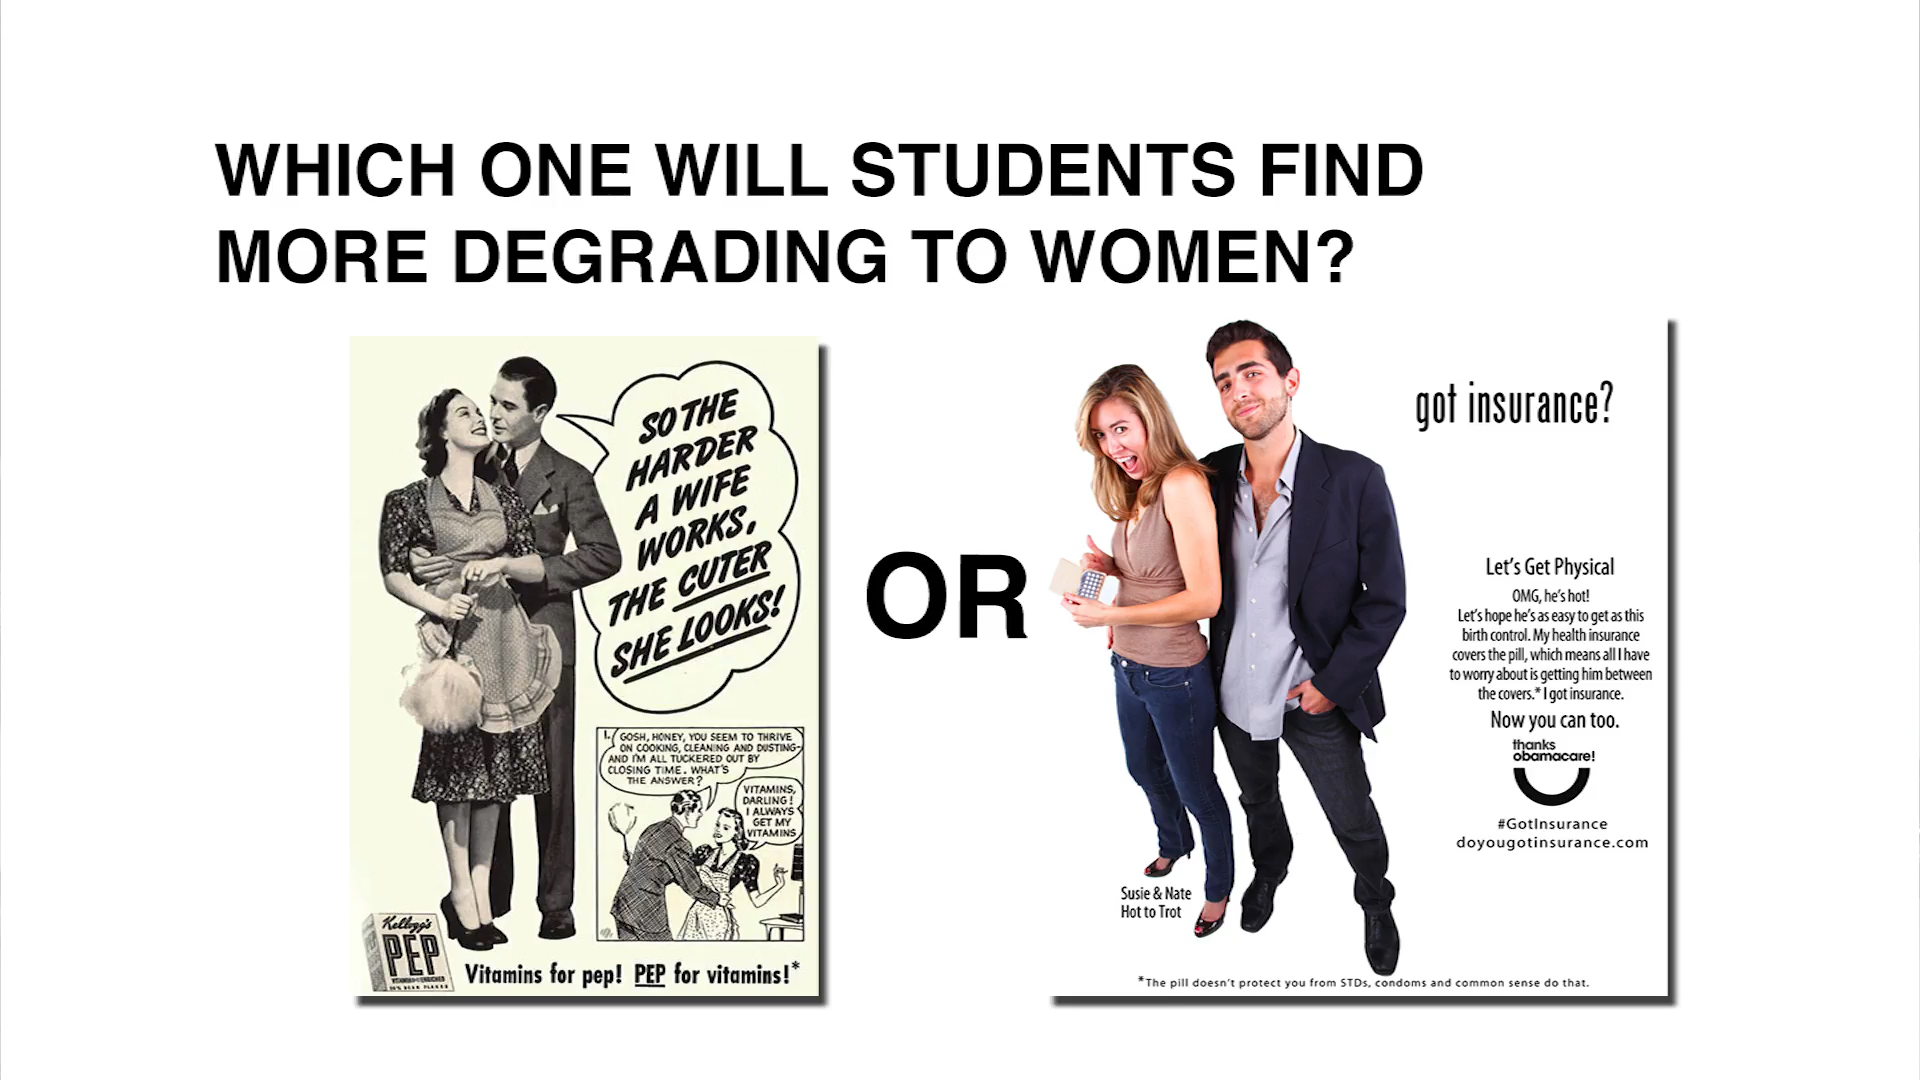 WHICH ONE WILL STUDENTS FIND
MORE DEGRADING TO WOMEN?
SO THE
HARDER
A WIFE
WORKS,
THE CUTER
SHE LOOKS!
1. GOSH, HONEY, YOU SEEM TO THRIVE
ON COOKING, CLEANING AND DUSTING-
AND I'M ALL TUCKERED OUT BY
CLOSING TIME. WHAT'S
THE ANSWER?
VITAMINS,
DARLING!
I ALWAYS
GET MY
VITAMINS
Kellogg's
PEP
Vitamins for pep! PEP for vitamins!*
OR
got insurance?
Let's Get Physical
OMG, he's hot!
Let's hope he's as easy to get as this
birth control. My health insurance
covers the pill, which means all I have
to worry about is getting him between
the covers.* I got insurance.
Now you can too.
thanks
obamacare!
#GotInsurance
doyougotinsurance.com
Susie & Nate
Hot to Trot
*The pill doesn't protect you from STDs, condoms and common sense do that.